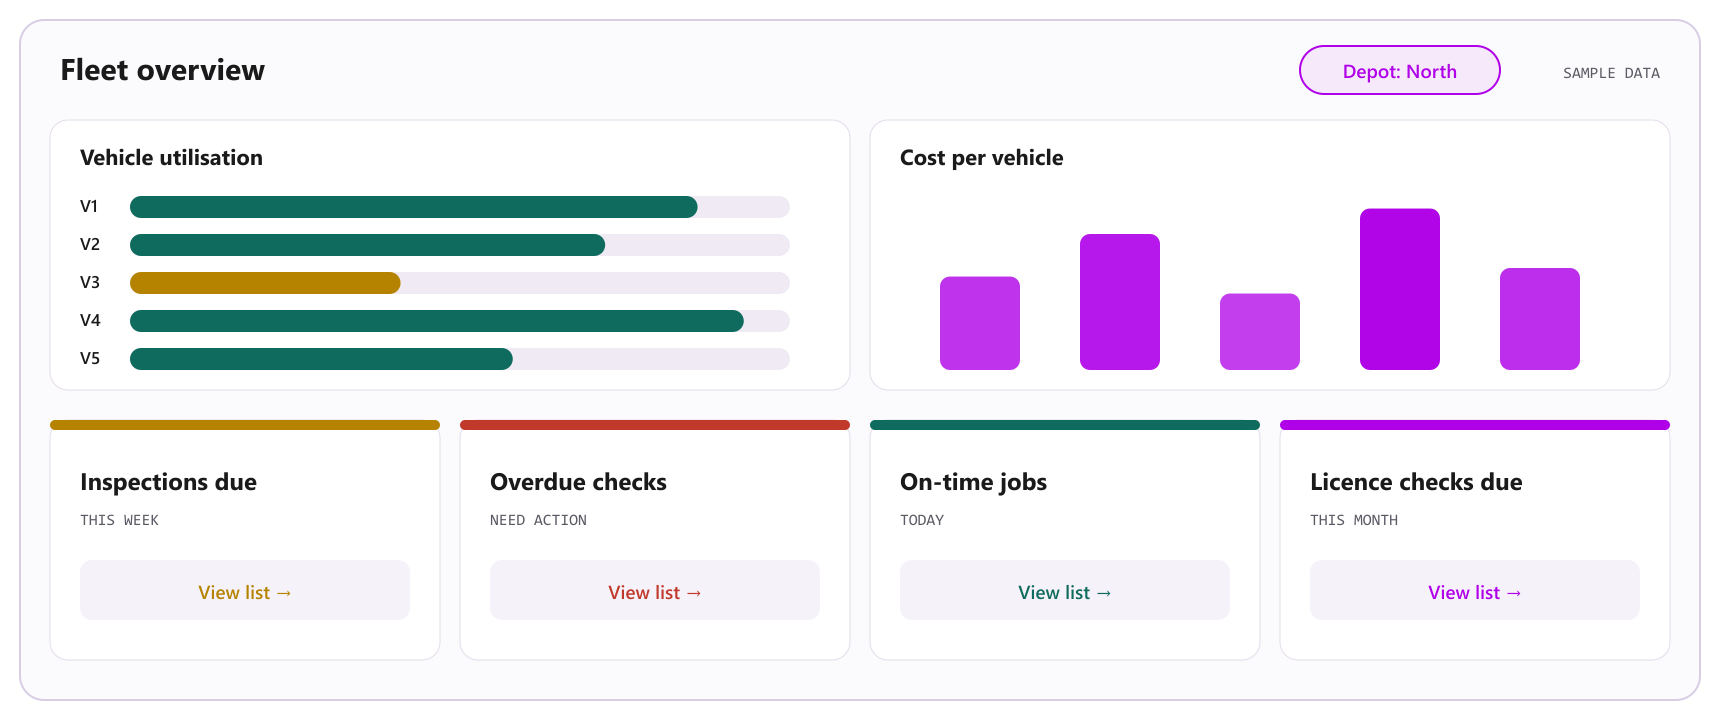 Fleet overview
Depot: North
SAMPLE DATA
Vehicle utilisation
V1
V2
V3
V4
V5
Cost per vehicle
Inspections due
THIS WEEK
View list →
Overdue checks
NEED ACTION
View list →
On-time jobs
TODAY
View list →
Licence checks due
THIS MONTH
View list →